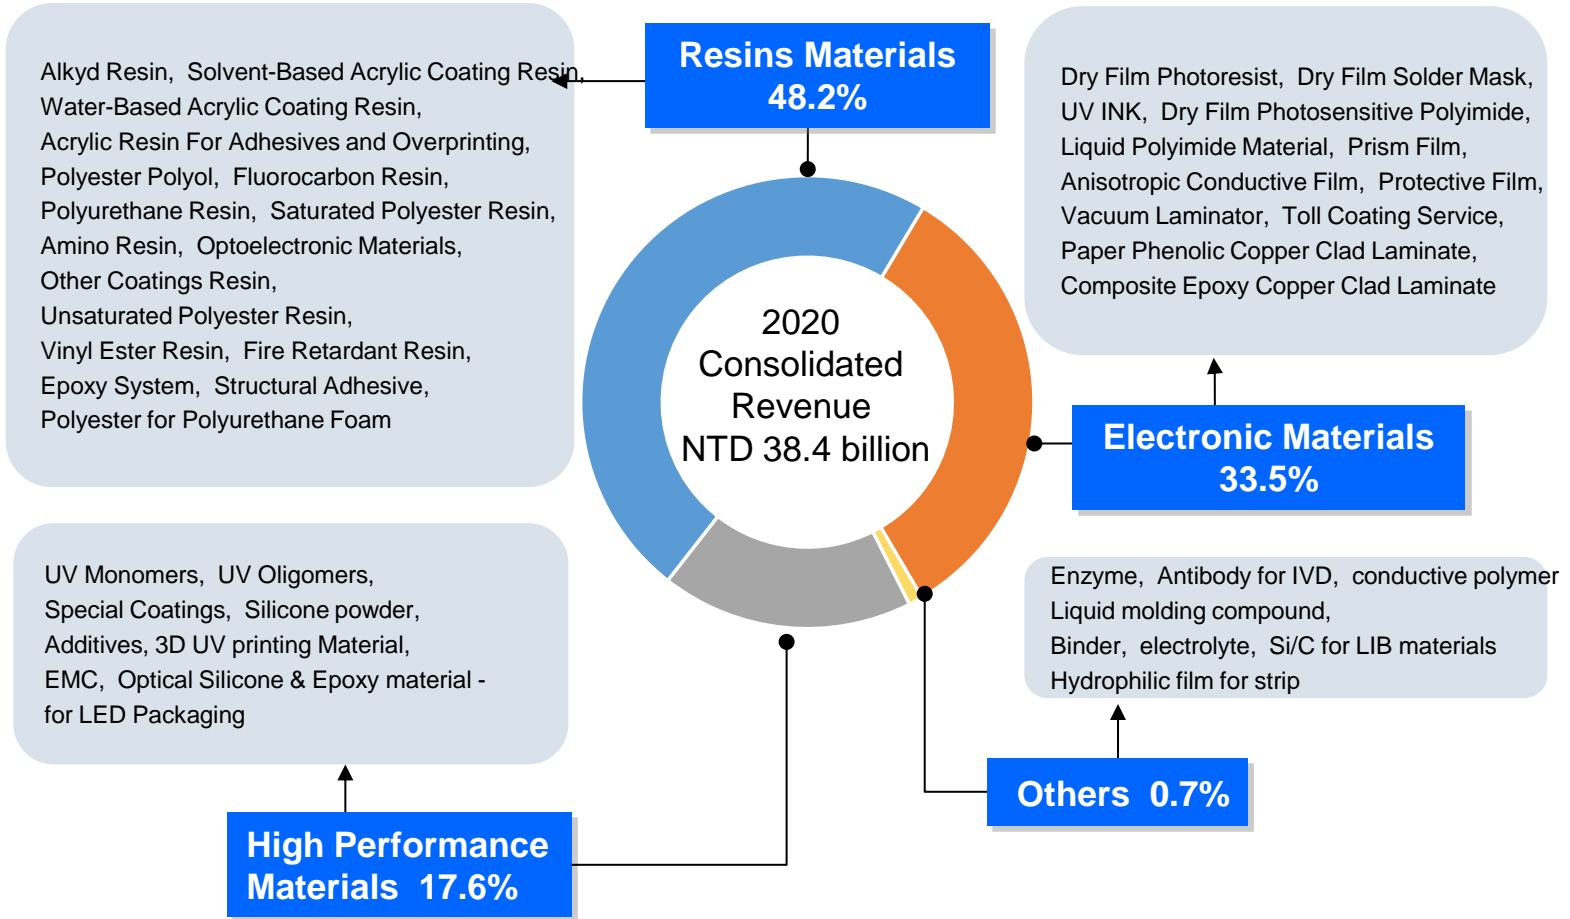 Resins Materials
48.2%
Alkyd Resin, Solvent-Based Acrylic Coating Resin,
Water-Based Acrylic Coating Resin,
Acrylic Resin For Adhesives and Overprinting,
Polyester Polyol, Fluorocarbon Resin,
Polyurethane Resin, Saturated Polyester Resin,
Amino Resin, Optoelectronic Materials,
Other Coatings Resin,
Unsaturated Polyester Resin,
Vinyl Ester Resin, Fire Retardant Resin,
Epoxy System, Structural Adhesive,
Polyester for Polyurethane Foam
Dry Film Photoresist, Dry Film Solder Mask,
UV INK, Dry Film Photosensitive Polyimide,
Liquid Polyimide Material, Prism Film,
Anisotropic Conductive Film, Protective Film,
Vacuum Laminator, Toll Coating Service,
Paper Phenolic Copper Clad Laminate,
Composite Epoxy Copper Clad Laminate
2020
Consolidated
Revenue
NTD 38.4 billion
Electronic Materials
33.5%
UV Monomers, UV Oligomers,
Special Coatings, Silicone powder,
Additives, 3D UV printing Material,
EMC, Optical Silicone & Epoxy material -
for LED Packaging
Enzyme, Antibody for IVD, conductive polymer
Liquid molding compound,
Binder, electrolyte, Si/C for LIB materials
Hydrophilic film for strip
Others 0.7%
High Performance
Materials 17.6%